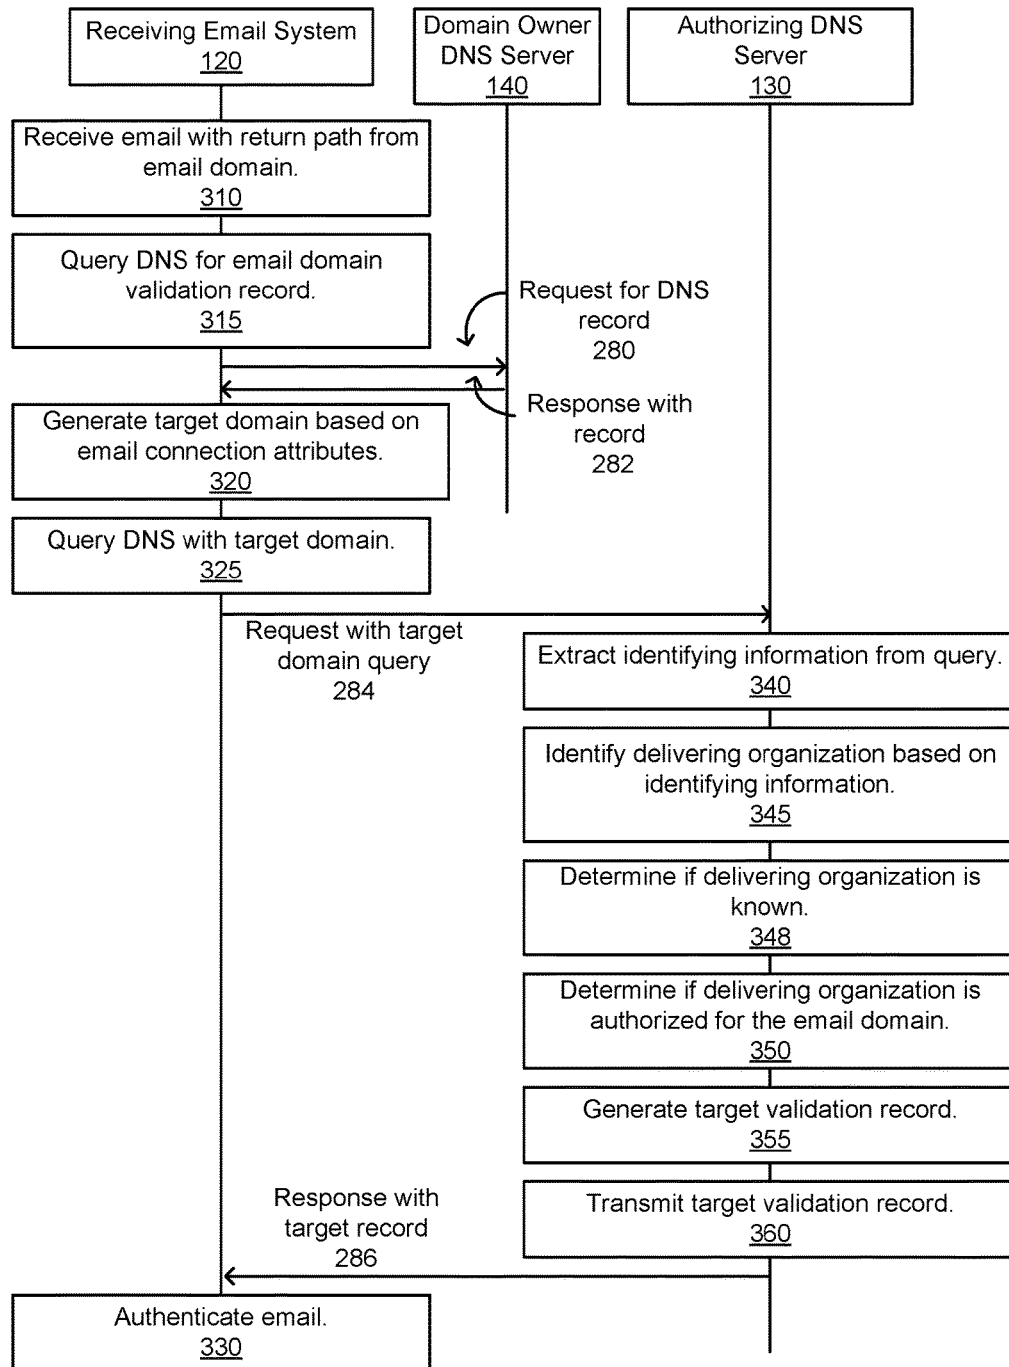 Receiving Email System
120
Domain Owner
DNS Server
140
Authorizing DNS
Server
130
Receive email with return path from
email domain.
310
Query DNS for email domain
validation record.
315
Request for DNS
record
280
Response with
record
282
Generate target domain based on
email connection attributes.
320
Query DNS with target domain.
325
Request with target
domain query
284
Extract identifying information from query.
340
Identify delivering organization based on
identifying information.
345
Determine if delivering organization is
known.
348
Determine if delivering organization is
authorized for the email domain.
350
Generate target validation record.
355
Transmit target validation record.
360
Response with
target record
286
Authenticate email.
330